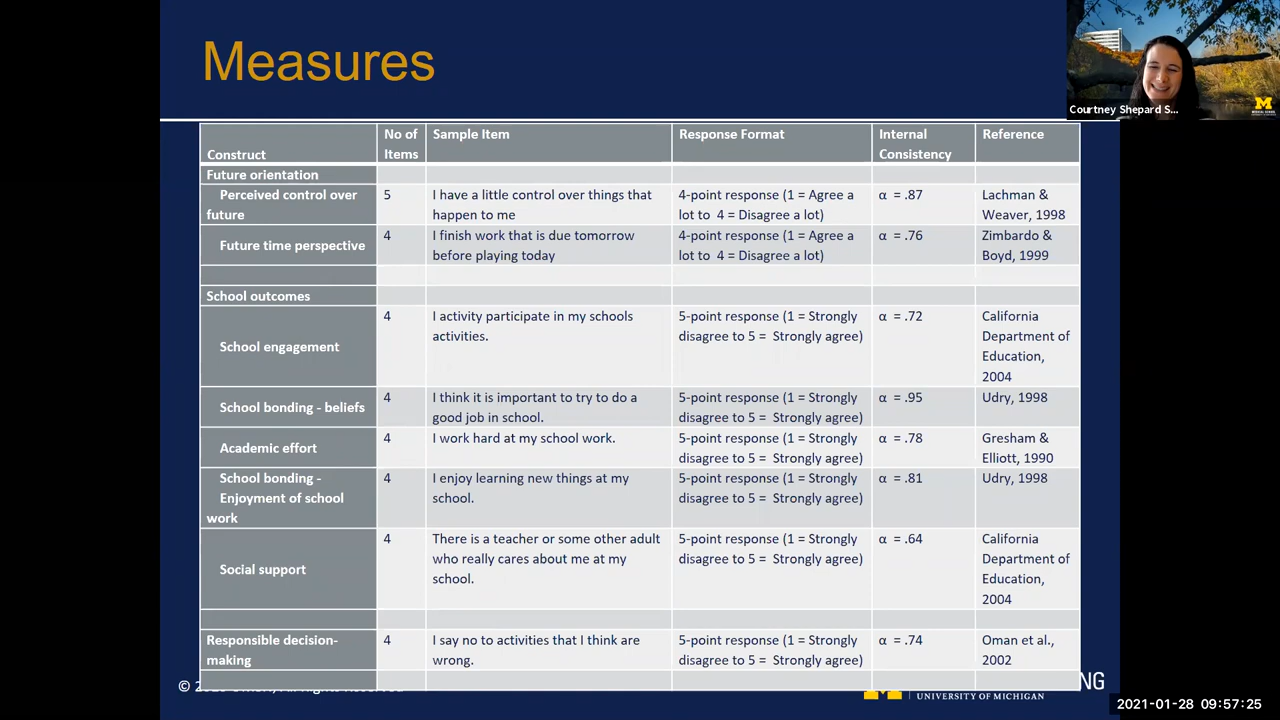 Measures
Courtney Shepard S...
Construct
No of
Items
Sample Item
Response Format
Internal
Consistency
Reference
Future orientation
Perceived control over
future
5
I have a little control over things that
happen to me
4-point response (1 = Agree a
lot to 4 = Disagree a lot)
α = .87
Lachman &
Weaver, 1998
Future time perspective
4
I finish work that is due tomorrow
before playing today
4-point response (1 = Agree a
lot to 4 = Disagree a lot)
α = .76
Zimbardo &
Boyd, 1999
School outcomes
School engagement
4
I activity participate in my schools
activities.
5-point response (1 = Strongly
disagree to 5 = Strongly agree)
α = .72
California
Department of
Education,
2004
School bonding - beliefs
4
I think it is important to try to do a
good job in school.
5-point response (1 = Strongly
disagree to 5 = Strongly agree)
α = .95
Udry, 1998
Academic effort
4
I work hard at my school work.
5-point response (1 = Strongly
disagree to 5 = Strongly agree)
α = .78
Gresham &
Elliott, 1990
School bonding -
Enjoyment of school
work
4
I enjoy learning new things at my
school.
5-point response (1 = Strongly
disagree to 5 = Strongly agree)
α = .81
Udry, 1998
Social support
4
There is a teacher or some other adult
who really cares about me at my
school.
5-point response (1 = Strongly
disagree to 5 = Strongly agree)
α = .64
California
Department of
Education,
2004
Responsible decision-
making
4
I say no to activities that I think are
wrong.
5-point response (1 = Strongly
disagree to 5 = Strongly agree)
α = .74
Oman et al.,
2002
©
NG
UNIVERSITY OF MICHIGAN
2021-01-28 09:57:25